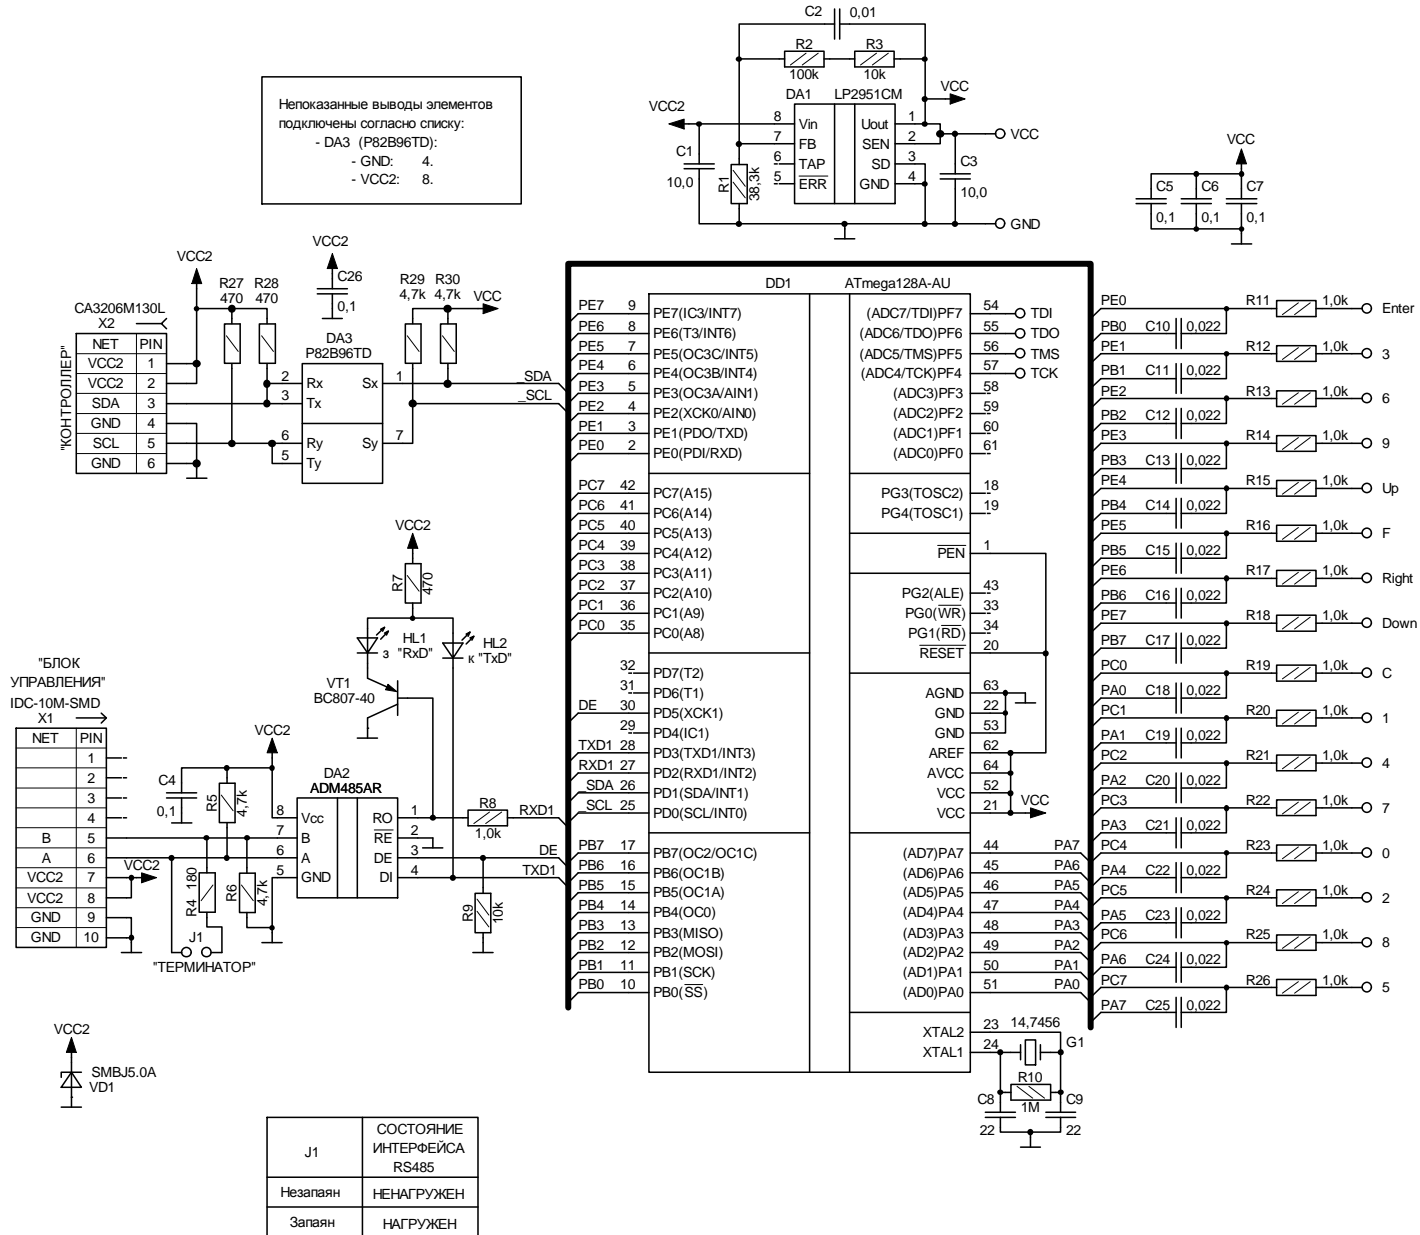 C2 0,01
R2 R3
100k 10k
DA1 LP2951CM
VCC
VCC2
8 Vin Uout 1
7 FB SEN 2
6 TAP SD 3
5 ERR GND 4
VCC
GND
C1
10,0
R1
38,3k
C3
10,0
VCC
C5 C6 C7
0,1 0,1 0,1
Непоказанные выводы элементов
подключены согласно списку:
- DA3 (P82B96TD):
- GND: 4.
- VCC2: 8.
VCC2
VCC2
C26
0,1
R27 R28
470 470
R29 R30
4,7k 4,7k
VCC
CA3206M130L
X2
"КОНТРОЛЛЕР"
NET PIN
VCC2 1
VCC2 2
SDA 3
GND 4
SCL 5
GND 6
DA3
P82B96TD
2 Rx Sx 1
3 Tx
6 Ry Sy 7
5 Ty
_SDA
_SCL
DD1 ATmega128A-AU
PE7 9 PE7(IC3/INT7)
PE6 8 PE6(T3/INT6)
PE5 7 PE5(OC3C/INT5)
PE4 6 PE4(OC3B/INT4)
PE3 5 PE3(OC3A/AIN1)
PE2 4 PE2(XCK0/AIN0)
PE1 3 PE1(PDO/TXD)
PE0 2 PE0(PDI/RXD)
PC7 42 PC7(A15)
PC6 41 PC6(A14)
PC5 40 PC5(A13)
PC4 39 PC4(A12)
PC3 38 PC3(A11)
PC2 37 PC2(A10)
PC1 36 PC1(A9)
PC0 35 PC0(A8)
32 PD7(T2)
31 PD6(T1)
DE 30 PD5(XCK1)
29 PD4(IC1)
TXD1 28 PD3(TXD1/INT3)
RXD1 27 PD2(RXD1/INT2)
_SDA 26 PD1(SDA/INT1)
_SCL 25 PD0(SCL/INT0)
PB7 17 PB7(OC2/OC1C)
PB6 16 PB6(OC1B)
PB5 15 PB5(OC1A)
PB4 14 PB4(OC0)
PB3 13 PB3(MISO)
PB2 12 PB2(MOSI)
PB1 11 PB1(SCK)
PB0 10 PB0(SS)
(ADC7/TDI)PF7 54 TDI
(ADC6/TDO)PF6 55 TDO
(ADC5/TMS)PF5 56 TMS
(ADC4/TCK)PF4 57 TCK
(ADC3)PF3 58
(ADC2)PF2 59
(ADC1)PF1 60
(ADC0)PF0 61
PG3(TOSC2) 18
PG4(TOSC1) 19
PEN 1
PG2(ALE) 43
PG0(WR) 33
PG1(RD) 34
RESET 20
AGND 63
GND 22
GND 53
AREF 62
AVCC 64
VCC 52
VCC 21
VCC
(AD7)PA7 44 PA7
(AD6)PA6 45 PA6
(AD5)PA5 46 PA5
(AD4)PA4 47 PA4
(AD3)PA3 48 PA3
(AD2)PA2 49 PA2
(AD1)PA1 50 PA1
(AD0)PA0 51 PA0
XTAL2 23 14,7456
XTAL1 24 G1
R10
1M
C8 C9
22 22
PE0 R11 1,0k Enter
PB0 C10 0,022
PE1 R12 1,0k 3
PB1 C11 0,022
PE2 R13 1,0k 6
PB2 C12 0,022
PE3 R14 1,0k 9
PB3 C13 0,022
PE4 R15 1,0k Up
PB4 C14 0,022
PE5 R16 1,0k F
PB5 C15 0,022
PE6 R17 1,0k Right
PB6 C16 0,022
PE7 R18 1,0k Down
PB7 C17 0,022
PC0 R19 1,0k C
PA0 C18 0,022
PC1 R20 1,0k 1
PA1 C19 0,022
PC2 R21 1,0k 4
PA2 C20 0,022
PC3 R22 1,0k 7
PA3 C21 0,022
PC4 R23 1,0k 0
PA4 C22 0,022
PC5 R24 1,0k 2
PA5 C23 0,022
PC6 R25 1,0k 8
PA6 C24 0,022
PC7 R26 1,0k 5
PA7 C25 0,022
VCC2
R7
470
HL1
з "RxD"
HL2
к "TxD"
VT1
BC807-40
"БЛОК
УПРАВЛЕНИЯ"
IDC-10M-SMD
X1
NET PIN
1
2
3
4
B 5
A 6
VCC2 7
VCC2 8
GND 9
GND 10
VCC2
VCC2
C4
0,1
R5
4,7k
R4 180
R6
4,7k
J1
"ТЕРМИНАТОР"
DA2
ADM485AR
8 Vcc RO 1
7 B RE 2
6 A DE 3
5 GND DI 4
R8
1,0k
RXD1
DE
TXD1
R9
10k
VCC2
SMBJ5.0A
VD1
J1 СОСТОЯНИЕ
ИНТЕРФЕЙСА
RS485
Незапаян НЕНАГРУЖЕН
Запаян НАГРУЖЕН